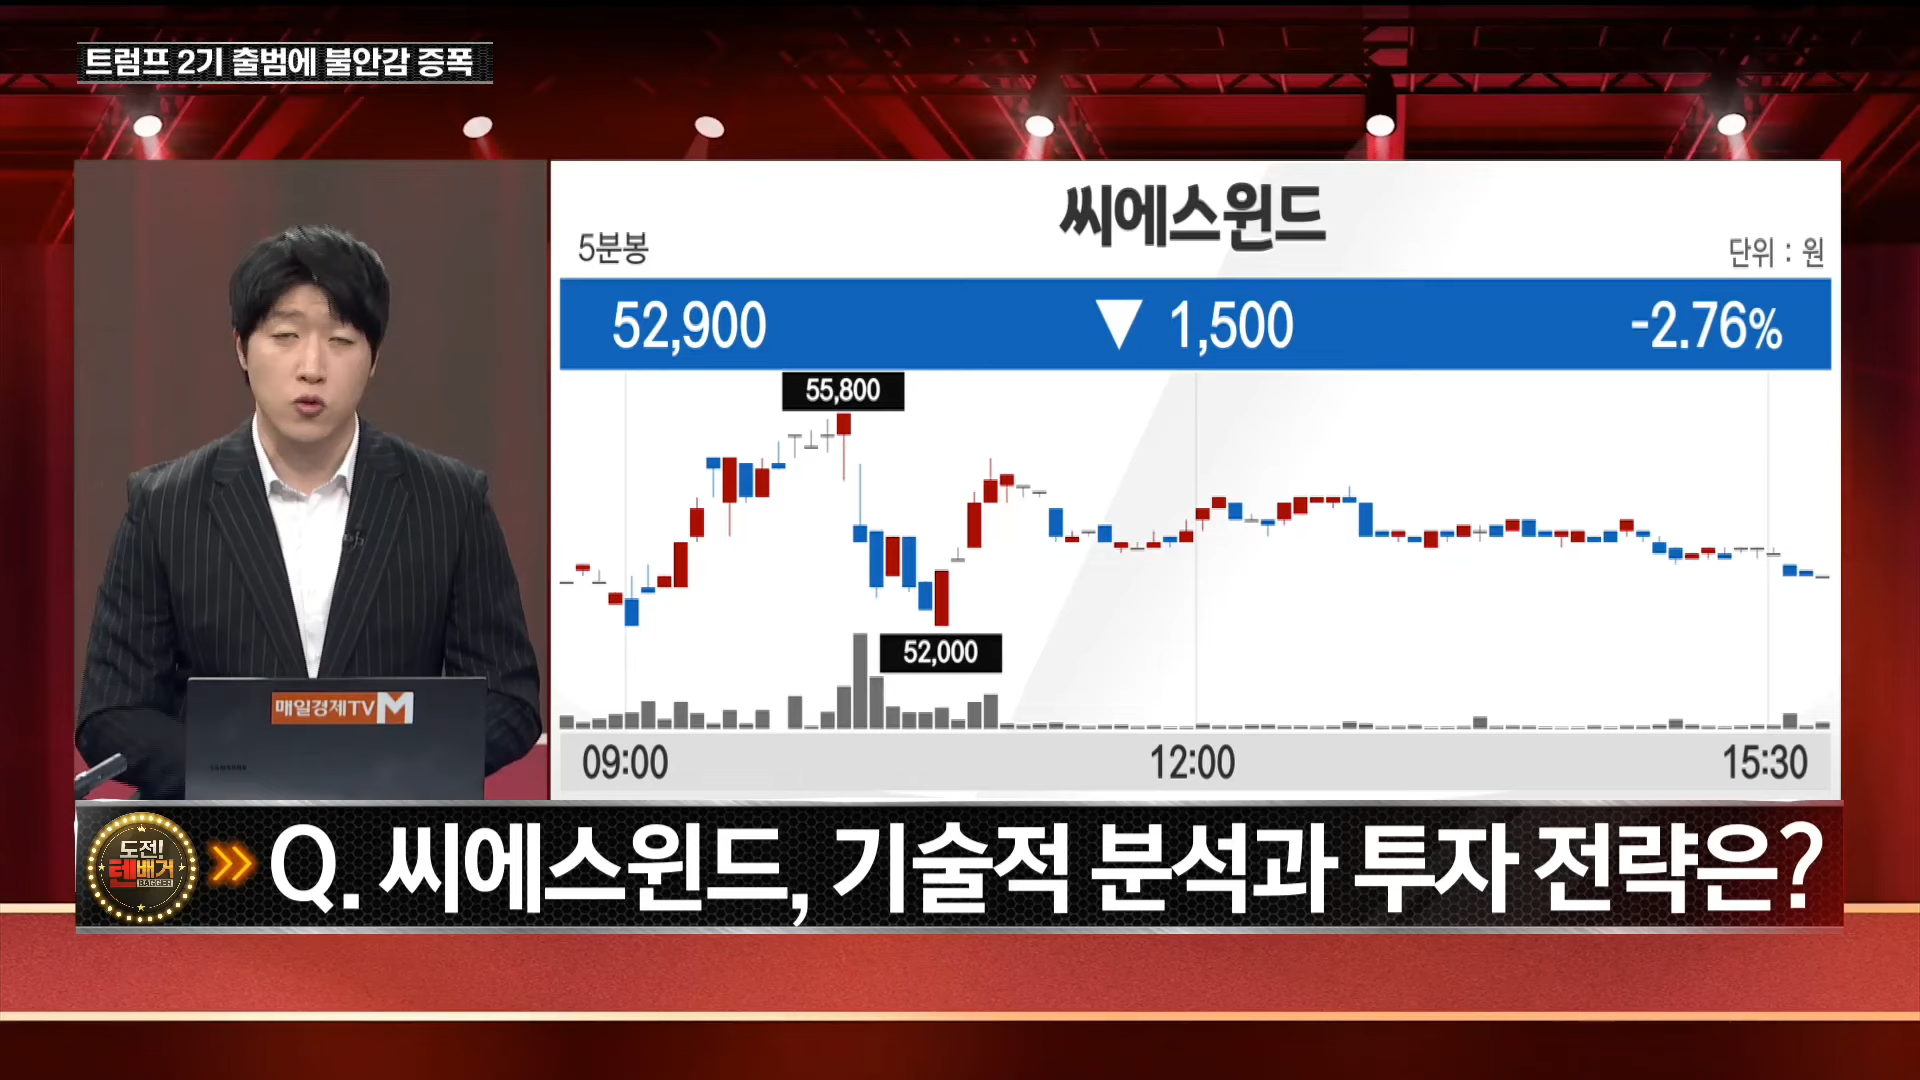 트럼프 2기 출범에 불안감 증폭
씨에스윈드
5분봉
단위 : 원
52,900 ▼ 1,500 -2.76%
55,800
52,000
09:00 12:00 15:30
매일경제TV M
SAMSUNG
도전!
텐배거
BAGGER
Q. 씨에스윈드, 기술적 분석과 투자 전략은?